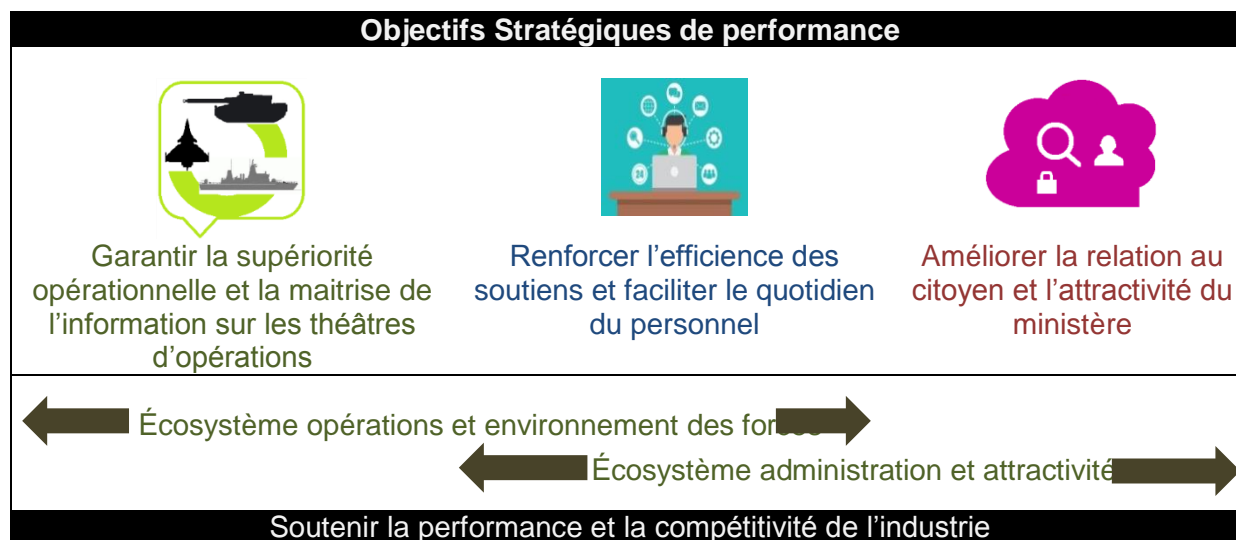 Objectifs Stratégiques de performance
Garantir la supériorité
opérationnelle et la maitrise de
l'information sur les théâtres
d'opérations
Renforcer l'efficience des
soutiens et faciliter le quotidien
du personnel
Améliorer la relation au
citoyen et l'attractivité du
ministère
Écosystème opérations et environnement des forces
Écosystème administration et attractivité
Soutenir la performance et la compétitivité de l'industrie